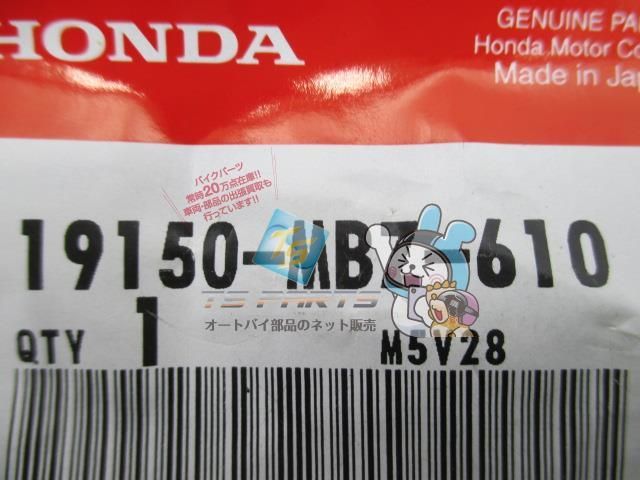 HONDA
GENUINE PA
Honda Motor Co
Made in Jap
バイクパーツ
常時20万点在庫!!
車両・部品の出張買取も
行っています!!
19150-MB 610
TS PARTS
オートバイ部品のネット販売
QTY 1 M5V28